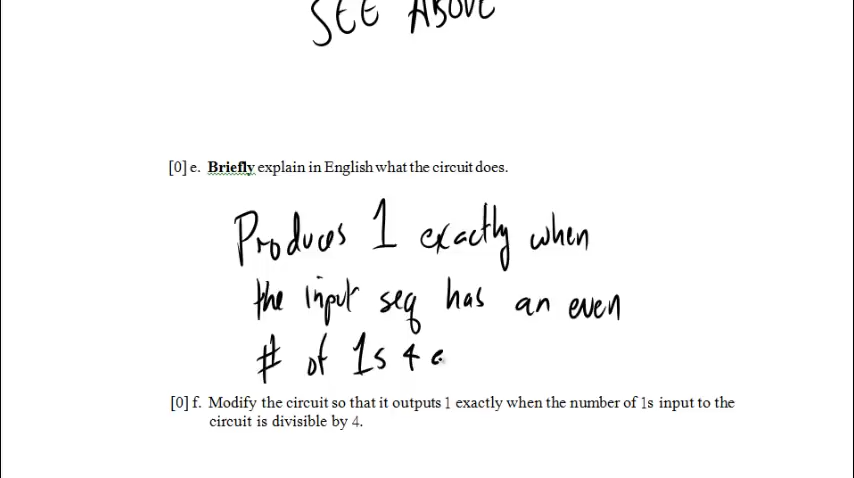 SEE ABOVE
[0] e. Briefly explain in English what the circuit does.
Produces 1 exactly when
the input seq has an even
# of 1s + e
[0] f. Modify the circuit so that it outputs 1 exactly when the number of 1s input to the
circuit is divisible by 4.